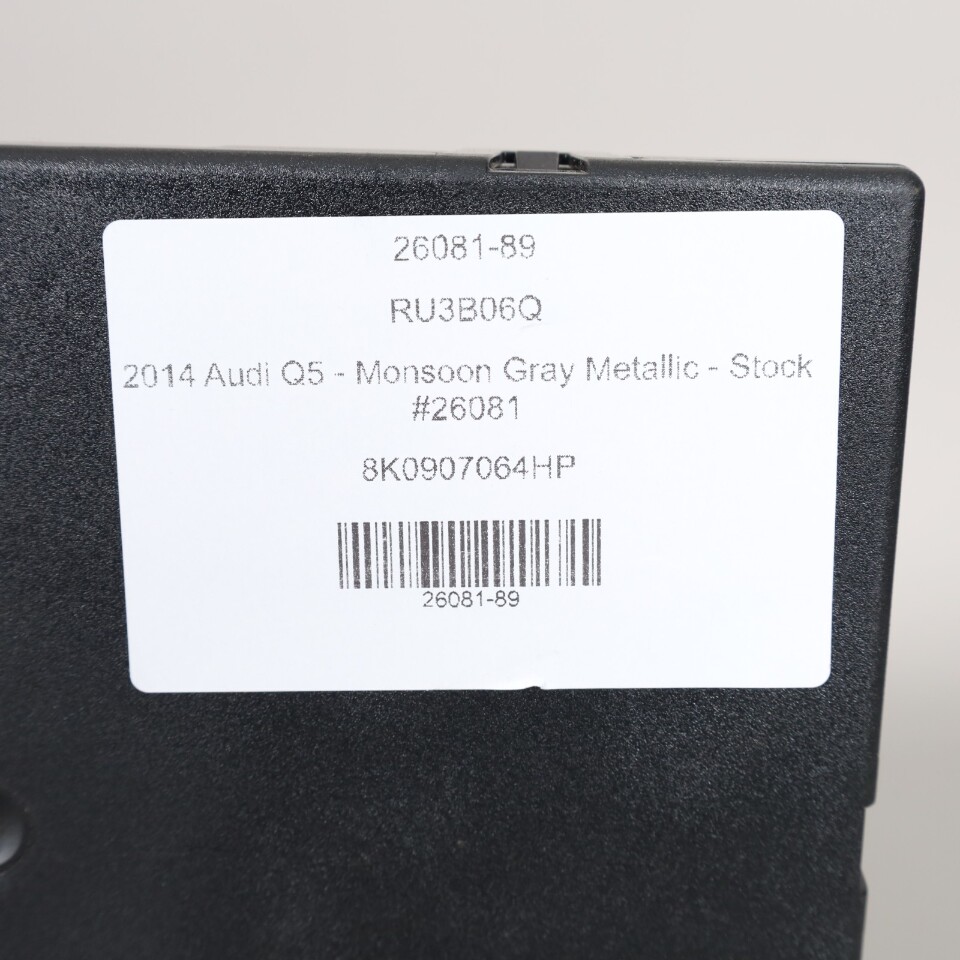 26081-89
RU3B06Q
2014 Audi Q5 - Monsoon Gray Metallic - Stock
#26081
8K0907064HP
26081-89